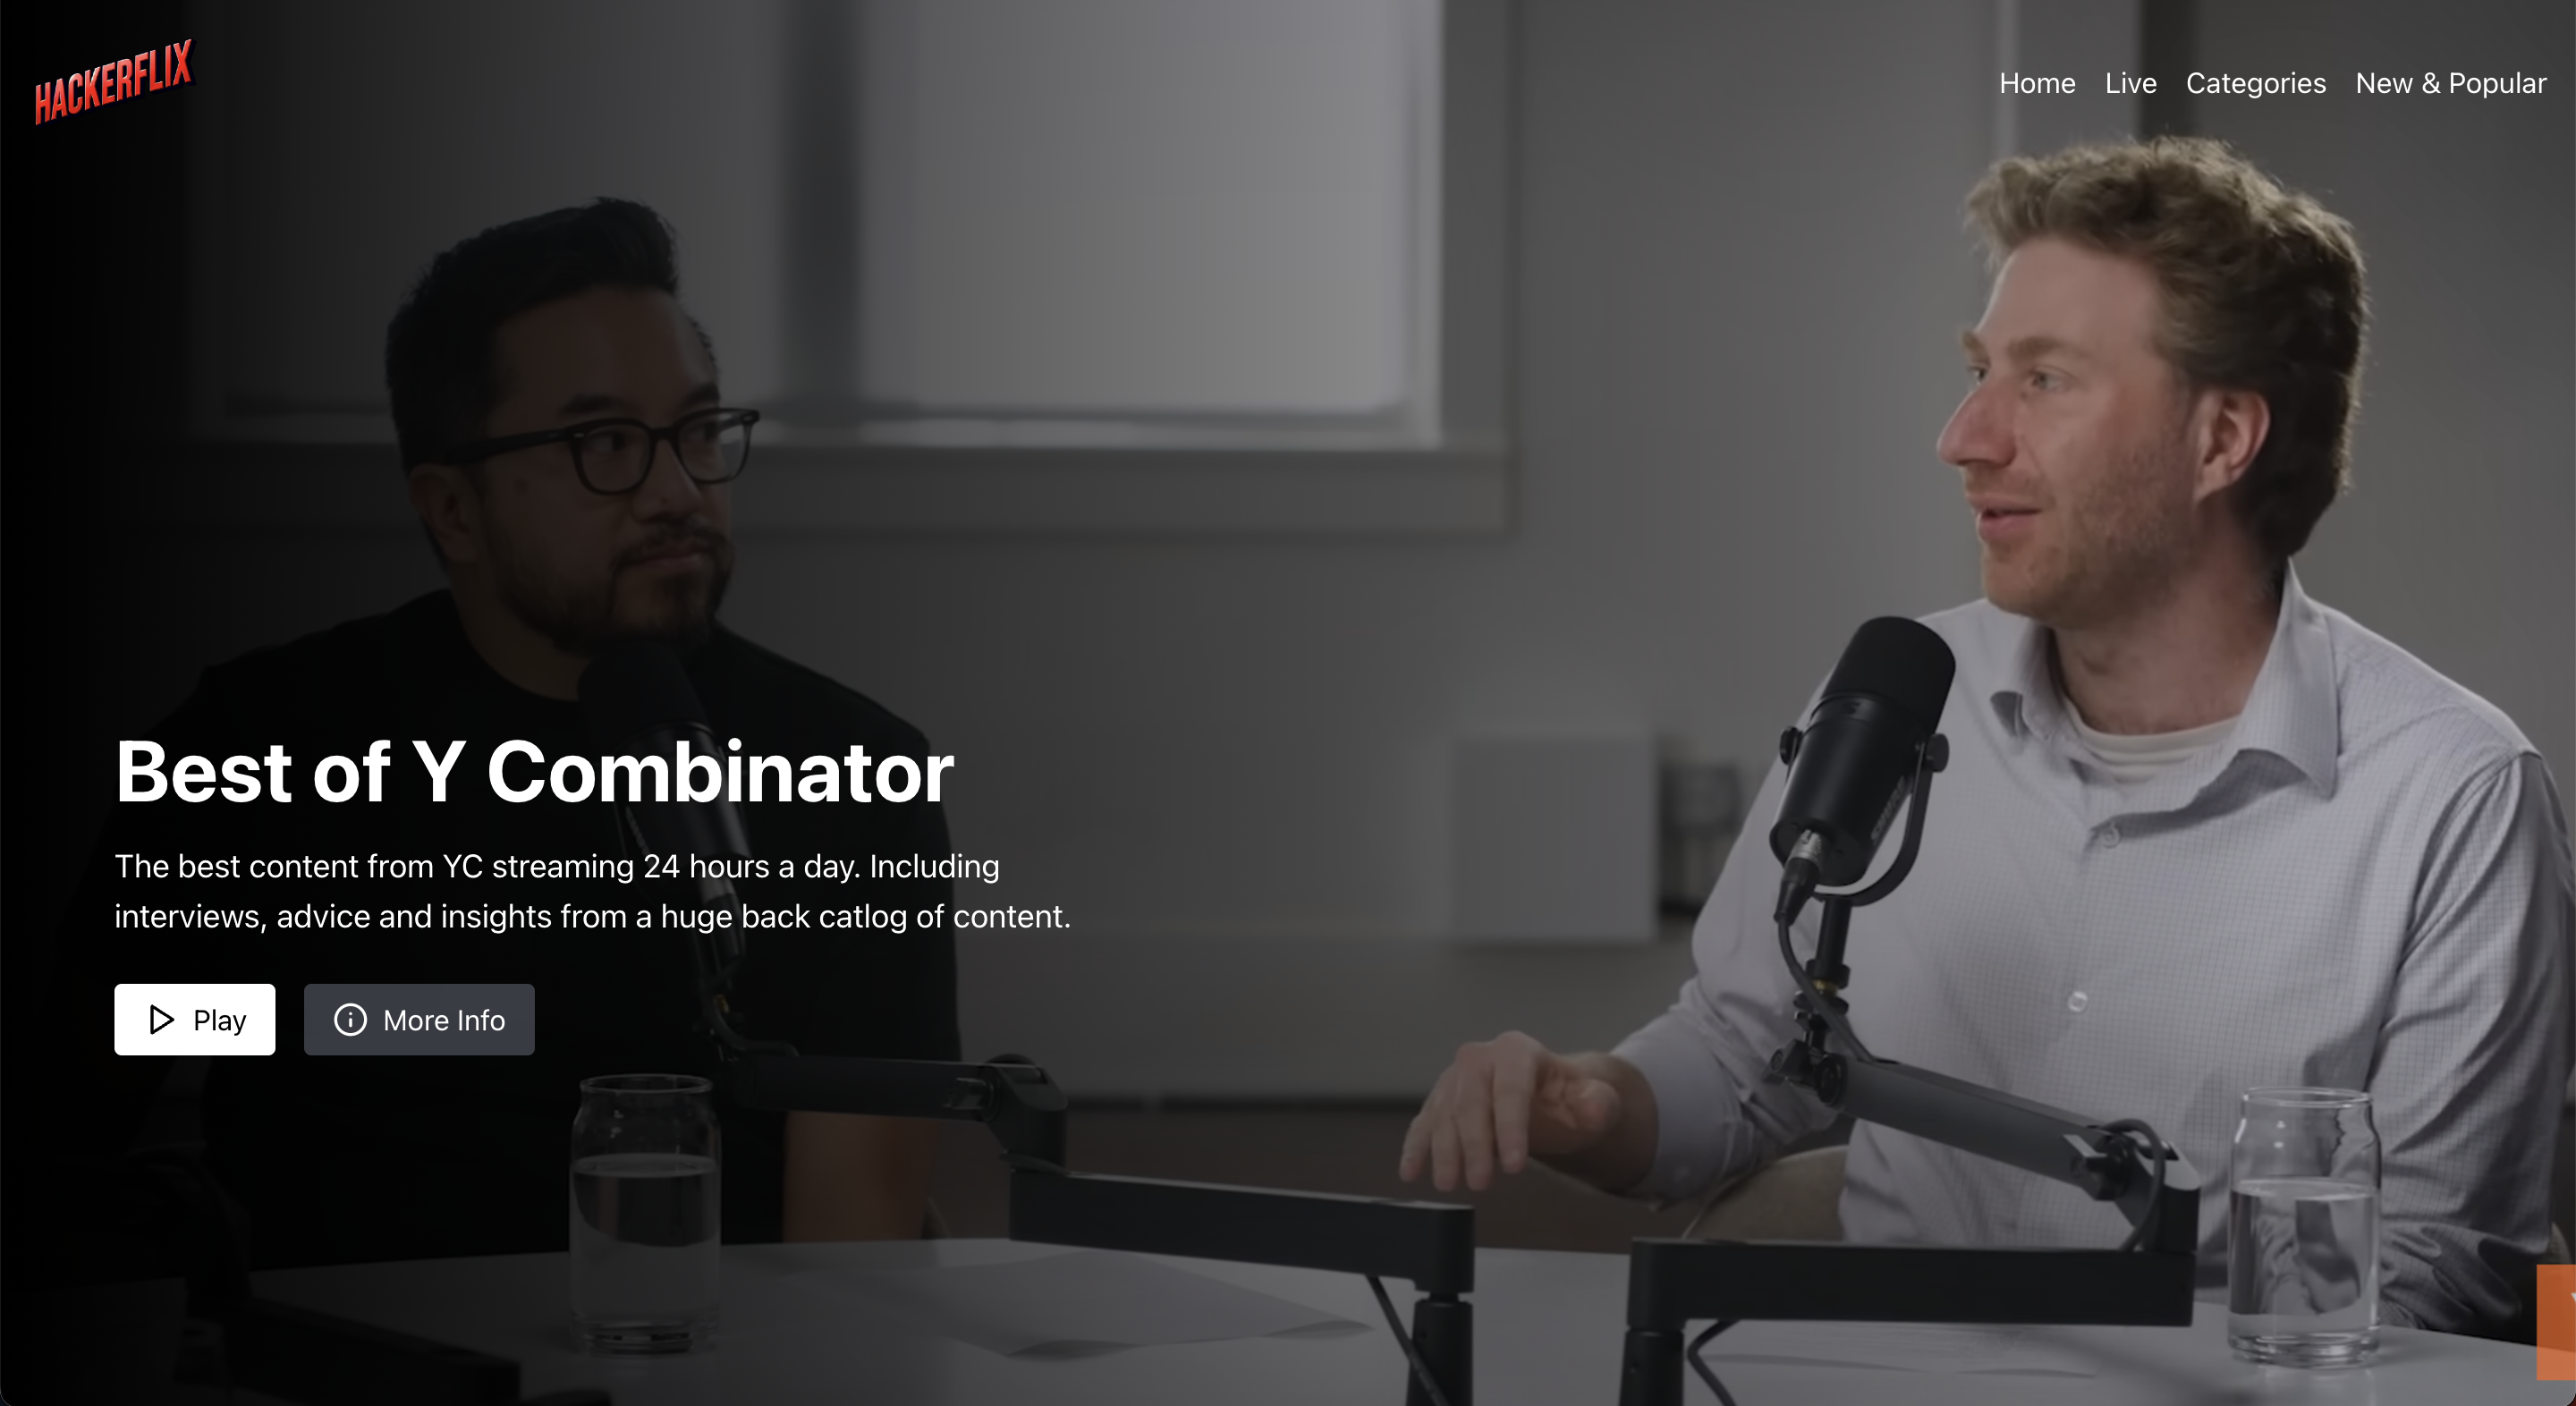 HACKERFLIX
Home Live Categories New & Popular
Best of Y Combinator
The best content from YC streaming 24 hours a day. Including
interviews, advice and insights from a huge back catlog of content.
Play More Info